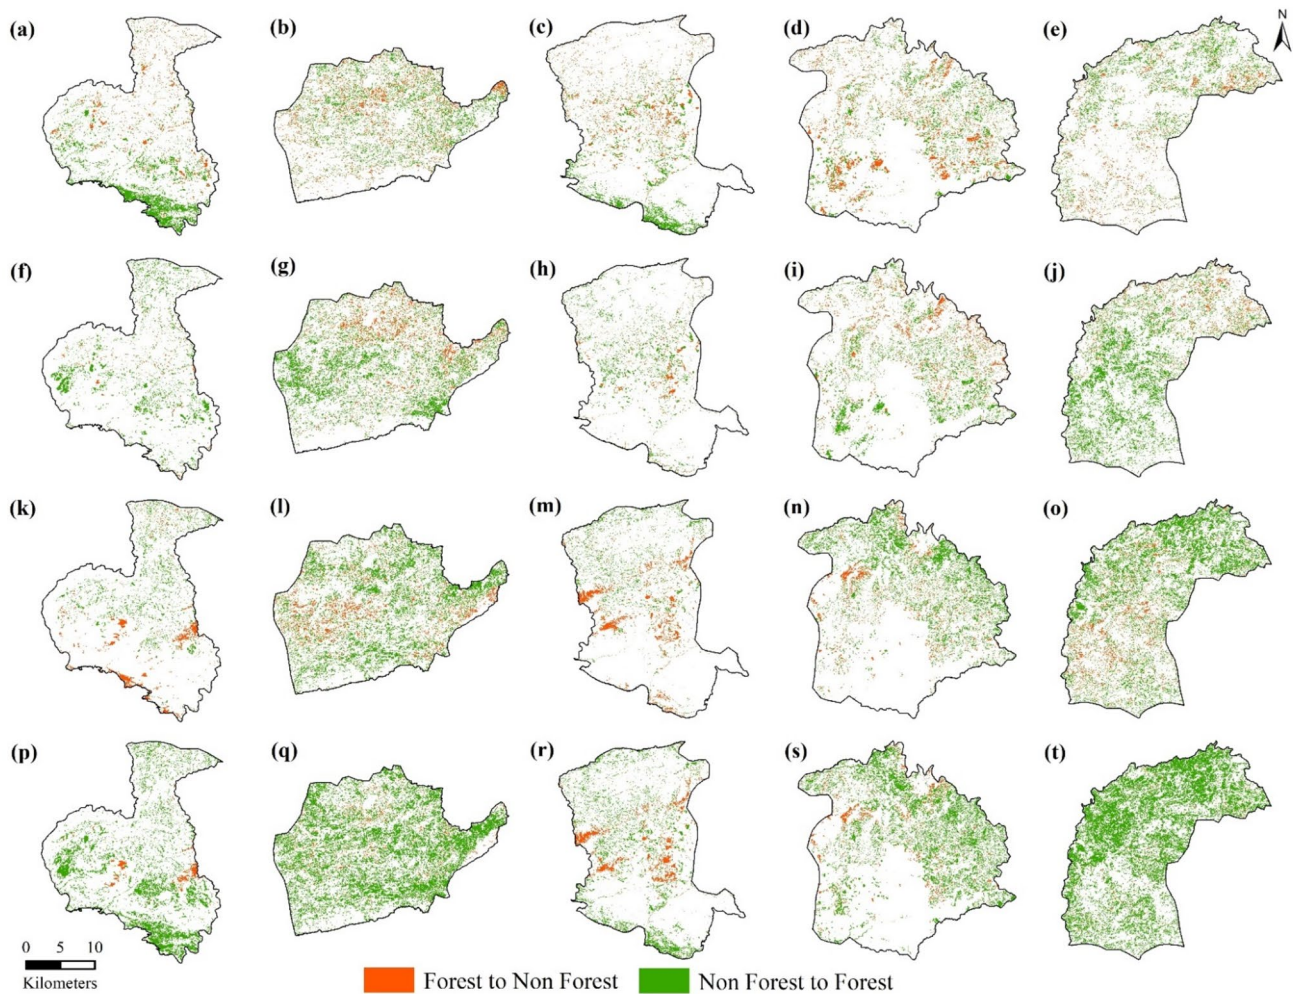 (a) (b) (c) (d) (e) N
(f) (g) (h) (i) (j)
(k) (l) (m) (n) (o)
(p) (q) (r) (s) (t)
0 5 10
Kilometers
Forest to Non Forest Non Forest to Forest